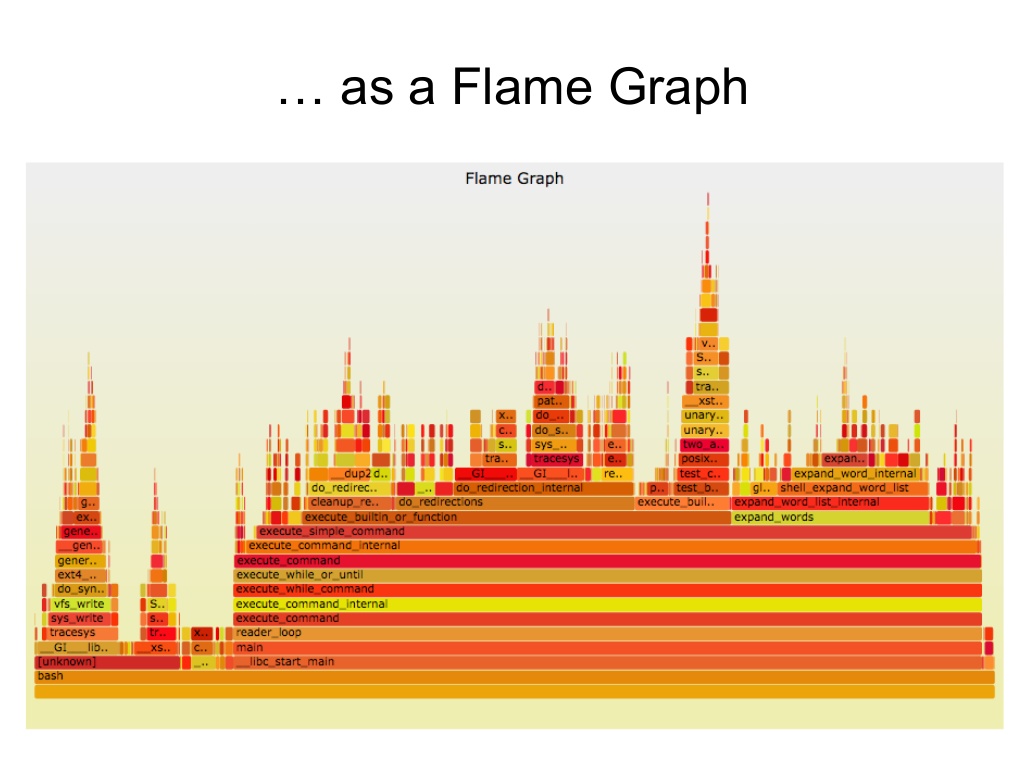 … as a Flame Graph
Flame Graph
v..
S..
s..
d.. tra..
pat.. __xst..
x.. do_.. unary..
c.. do_s.. unary..
s.. sys_.. e.. two_a..
tra.. tracesys e.. posix.. expan..
__dup2 d.. __GI___.. __GI___l.. re.. test_c.. expand_word_internal
do_redirec.. _.. do_redirection_internal p.. test_b.. gl.. shell_expand_word_list
g.. cleanup_re.. do_redirections execute_buil.. expand_word_list_internal
ex.. execute_builtin_or_function expand_words
gene.. execute_simple_command
__gen.. execute_command_internal
gener.. execute_command
ext4_.. execute_while_or_until
do_syn.. execute_while_command
vfs_write S.. execute_command_internal
sys_write s.. execute_command
tracesys tr.. x.. reader_loop
__GI___lib.. __xs.. c.. main
[unknown] _.. __libc_start_main
bash